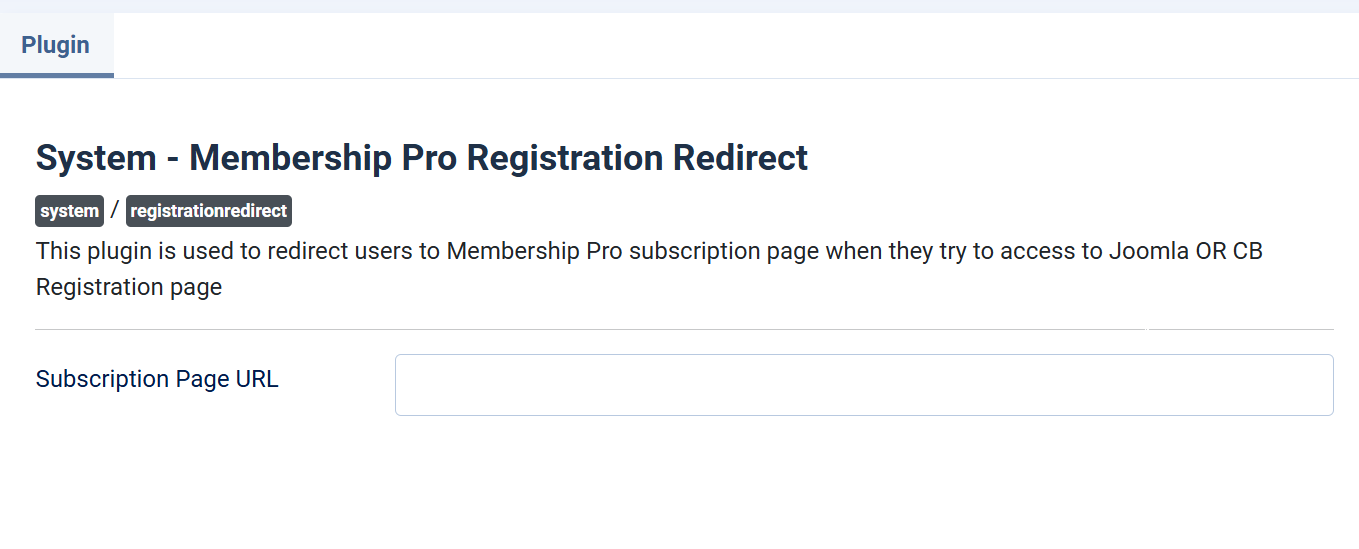 Plugin
System - Membership Pro Registration Redirect
system / registrationredirect
This plugin is used to redirect users to Membership Pro subscription page when they try to access to Joomla OR CB
Registration page
Subscription Page URL